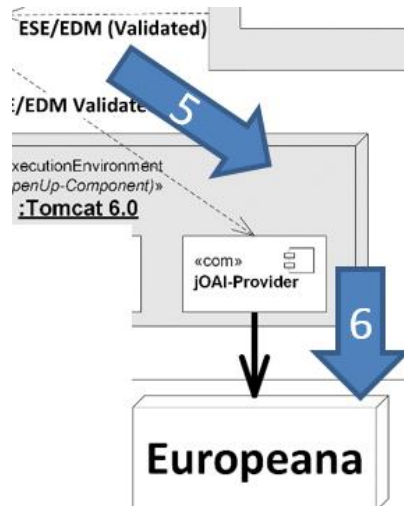 ESE/EDM (Validated)
5
E/EDM Validate
xecutionEnvironment
penUp-Component)»
:Tomcat 6.0
«com»
jOAI-Provider
6
Europeana